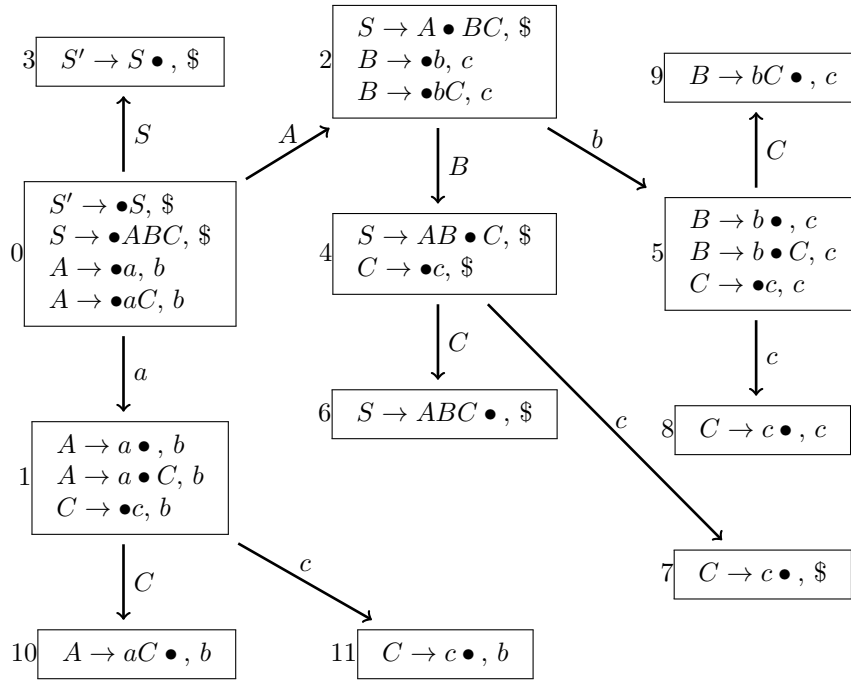 3
S′ → S • , $
S
0
S′ → •S, $
S → •ABC, $
A → •a, b
A → •aC, b
A
2
S → A • BC, $
B → •b, c
B → •bC, c
B
b
9
B → bC • , c
C
4
S → AB • C, $
C → •c, $
5
B → b • , c
B → b • C, c
C → •c, c
a
C
c
c
6
S → ABC • , $
8
C → c • , c
1
A → a • , b
A → a • C, b
C → •c, b
C
c
7
C → c • , $
10
A → aC • , b
11
C → c • , b